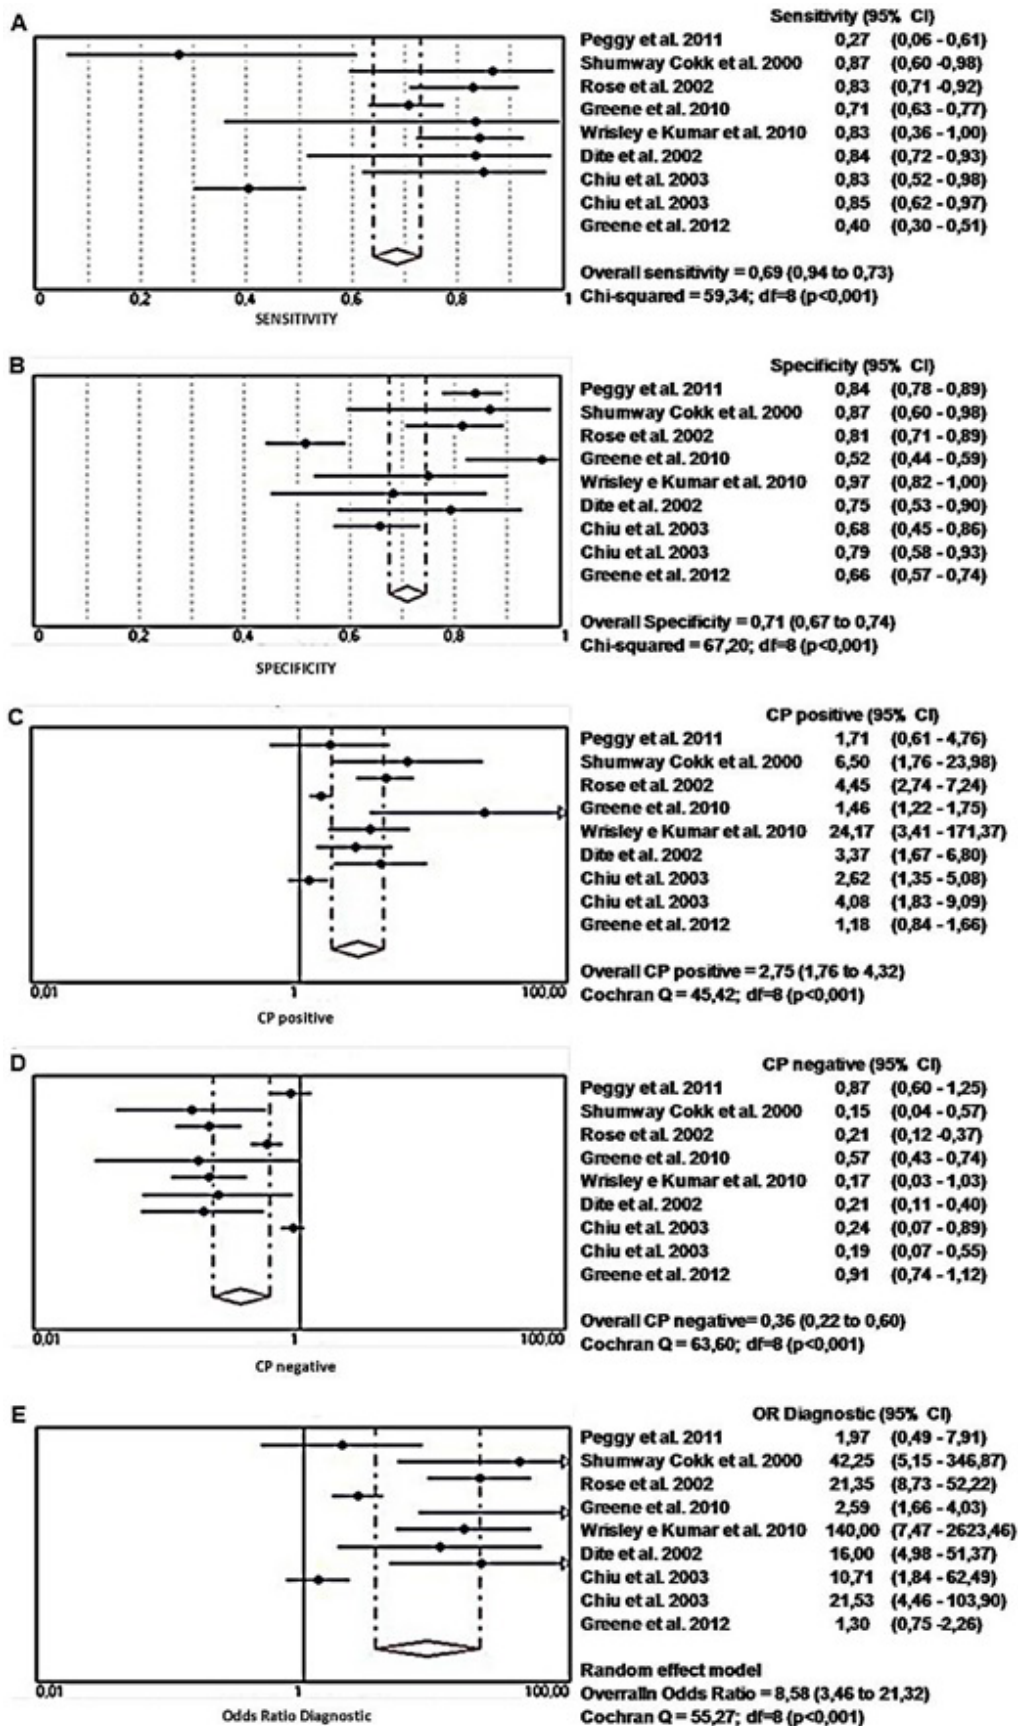 A
Sensitivity (95% CI)
Peggy et al. 2011 0,27 (0,06 - 0,61)
Shumway Cokk et al. 2000 0,87 (0,60 -0,98)
Rose et al. 2002 0,83 (0,71 -0,92)
Greene et al. 2010 0,71 (0,63 - 0,77)
Wrisley e Kumar et al. 2010 0,83 (0,36 - 1,00)
Dite et al. 2002 0,84 (0,72 - 0,93)
Chiu et al. 2003 0,83 (0,52 - 0,98)
Chiu et al. 2003 0,85 (0,62 - 0,97)
Greene et al. 2012 0,40 (0,30 - 0,51)
Overall sensitivity = 0,69 (0,94 to 0,73)
Chi-squared = 59,34; df=8 (p<0,001)
0 0,2 0,4 0,6 0,8 1
SENSITIVITY
B
Specificity (95% CI)
Peggy et al. 2011 0,84 (0,78 - 0,89)
Shumway Cokk et al. 2000 0,87 (0,60 - 0,98)
Rose et al. 2002 0,81 (0,71 - 0,89)
Greene et al. 2010 0,52 (0,44 - 0,59)
Wrisley e Kumar et al. 2010 0,97 (0,82 - 1,00)
Dite et al. 2002 0,75 (0,53 - 0,90)
Chiu et al. 2003 0,68 (0,45 - 0,86)
Chiu et al. 2003 0,79 (0,58 - 0,93)
Greene et al. 2012 0,66 (0,57 - 0,74)
Overall Specificity = 0,71 (0,67 to 0,74)
Chi-squared = 67,20; df=8 (p<0,001)
0 0,2 0,4 0,6 0,8 1
SPECIFICITY
C
CP positive (95% CI)
Peggy et al. 2011 1,71 (0,61 - 4,76)
Shumway Cokk et al. 2000 6,50 (1,76 - 23,98)
Rose et al. 2002 4,45 (2,74 - 7,24)
Greene et al. 2010 1,46 (1,22 - 1,75)
Wrisley e Kumar et al. 2010 24,17 (3,41 - 171,37)
Dite et al. 2002 3,37 (1,67 - 6,80)
Chiu et al. 2003 2,62 (1,35 - 5,08)
Chiu et al. 2003 4,08 (1,83 - 9,09)
Greene et al. 2012 1,18 (0,84 - 1,66)
Overall CP positive = 2,75 (1,76 to 4,32)
Cochran Q = 45,42; df=8 (p<0,001)
0,01 1 100,00
CP positive
D
CP negative (95% CI)
Peggy et al. 2011 0,87 (0,60 - 1,25)
Shumway Cokk et al. 2000 0,15 (0,04 - 0,57)
Rose et al. 2002 0,21 (0,12 -0,37)
Greene et al. 2010 0,57 (0,43 - 0,74)
Wrisley e Kumar et al. 2010 0,17 (0,03 - 1,03)
Dite et al. 2002 0,21 (0,11 - 0,40)
Chiu et al. 2003 0,24 (0,07 - 0,89)
Chiu et al. 2003 0,19 (0,07 - 0,55)
Greene et al. 2012 0,91 (0,74 - 1,12)
Overall CP negative= 0,36 (0,22 to 0,60)
Cochran Q = 63,60; df=8 (p<0,001)
0,01 1 100,00
CP negative
E
OR Diagnostic (95% CI)
Peggy et al. 2011 1,97 (0,49 - 7,91)
Shumway Cokk et al. 2000 42,25 (5,15 - 346,87)
Rose et al. 2002 21,35 (8,73 - 52,22)
Greene et al. 2010 2,59 (1,66 - 4,03)
Wrisley e Kumar et al. 2010 140,00 (7,47 - 2623,46)
Dite et al. 2002 16,00 (4,98 - 51,37)
Chiu et al. 2003 10,71 (1,84 - 62,49)
Chiu et al. 2003 21,53 (4,46 - 103,90)
Greene et al. 2012 1,30 (0,75 -2,26)
Random effect model
Overralln Odds Ratio = 8,58 (3,46 to 21,32)
Cochran Q = 55,27; df=8 (p<0,001)
0,01 1 100,00
Odds Ratio Diagnostic